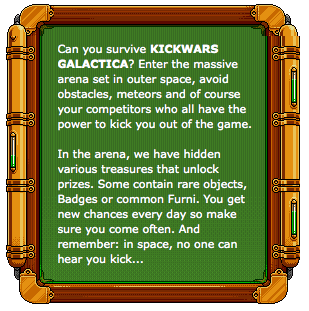 Can you survive KICKWARS
GALACTICA? Enter the massive
arena set in outer space, avoid
obstacles, meteors and of course
your competitors who all have the
power to kick you out of the game.
In the arena, we have hidden
various treasures that unlock
prizes. Some contain rare objects,
Badges or common Furni. You get
new chances every day so make
sure you come often. And
remember: in space, no one can
hear you kick...